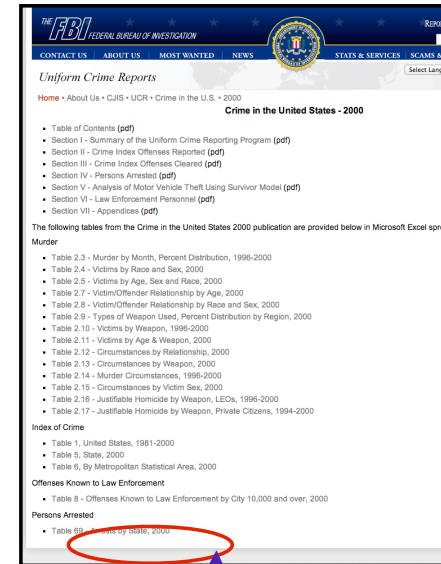 THE FBI FEDERAL BUREAU OF INVESTIGATION
REPO
CONTACT US ABOUT US MOST WANTED NEWS STATS & SERVICES SCAMS &
Uniform Crime Reports
Select Lang
Home • About Us • CJIS • UCR • Crime in the U.S. • 2000
Crime in the United States - 2000
Table of Contents (pdf)
Section I - Summary of the Uniform Crime Reporting Program (pdf)
Section II - Crime Index Offenses Reported (pdf)
Section III - Crime Index Offenses Cleared (pdf)
Section IV - Persons Arrested (pdf)
Section V - Analysis of Motor Vehicle Theft Using Survivor Model (pdf)
Section VI - Law Enforcement Personnel (pdf)
Section VII - Appendices (pdf)
The following tables from the Crime in the United States 2000 publication are provided below in Microsoft Excel spre
Murder
Table 2.3 - Murder by Month, Percent Distribution, 1996-2000
Table 2.4 - Victims by Race and Sex, 2000
Table 2.5 - Victims by Age, Sex and Race, 2000
Table 2.7 - Victim/Offender Relationship by Age, 2000
Table 2.8 - Victim/Offender Relationship by Race and Sex, 2000
Table 2.9 - Types of Weapon Used, Percent Distribution by Region, 2000
Table 2.10 - Victims by Weapon, 1996-2000
Table 2.11 - Victims by Age & Weapon, 2000
Table 2.12 - Circumstances by Relationship, 2000
Table 2.13 - Circumstances by Weapon, 2000
Table 2.14 - Murder Circumstances, 1996-2000
Table 2.15 - Circumstances by Victim Sex, 2000
Table 2.16 - Justifiable Homicide by Weapon, LEOs, 1996-2000
Table 2.17 - Justifiable Homicide by Weapon, Private Citizens, 1994-2000
Index of Crime
Table 1, United States, 1981-2000
Table 5, State, 2000
Table 6, By Metropolitan Statistical Area, 2000
Offenses Known to Law Enforcement
Table 8 - Offenses Known to Law Enforcement by City 10,000 and over, 2000
Persons Arrested
Table 69 - Arrests by State, 2000